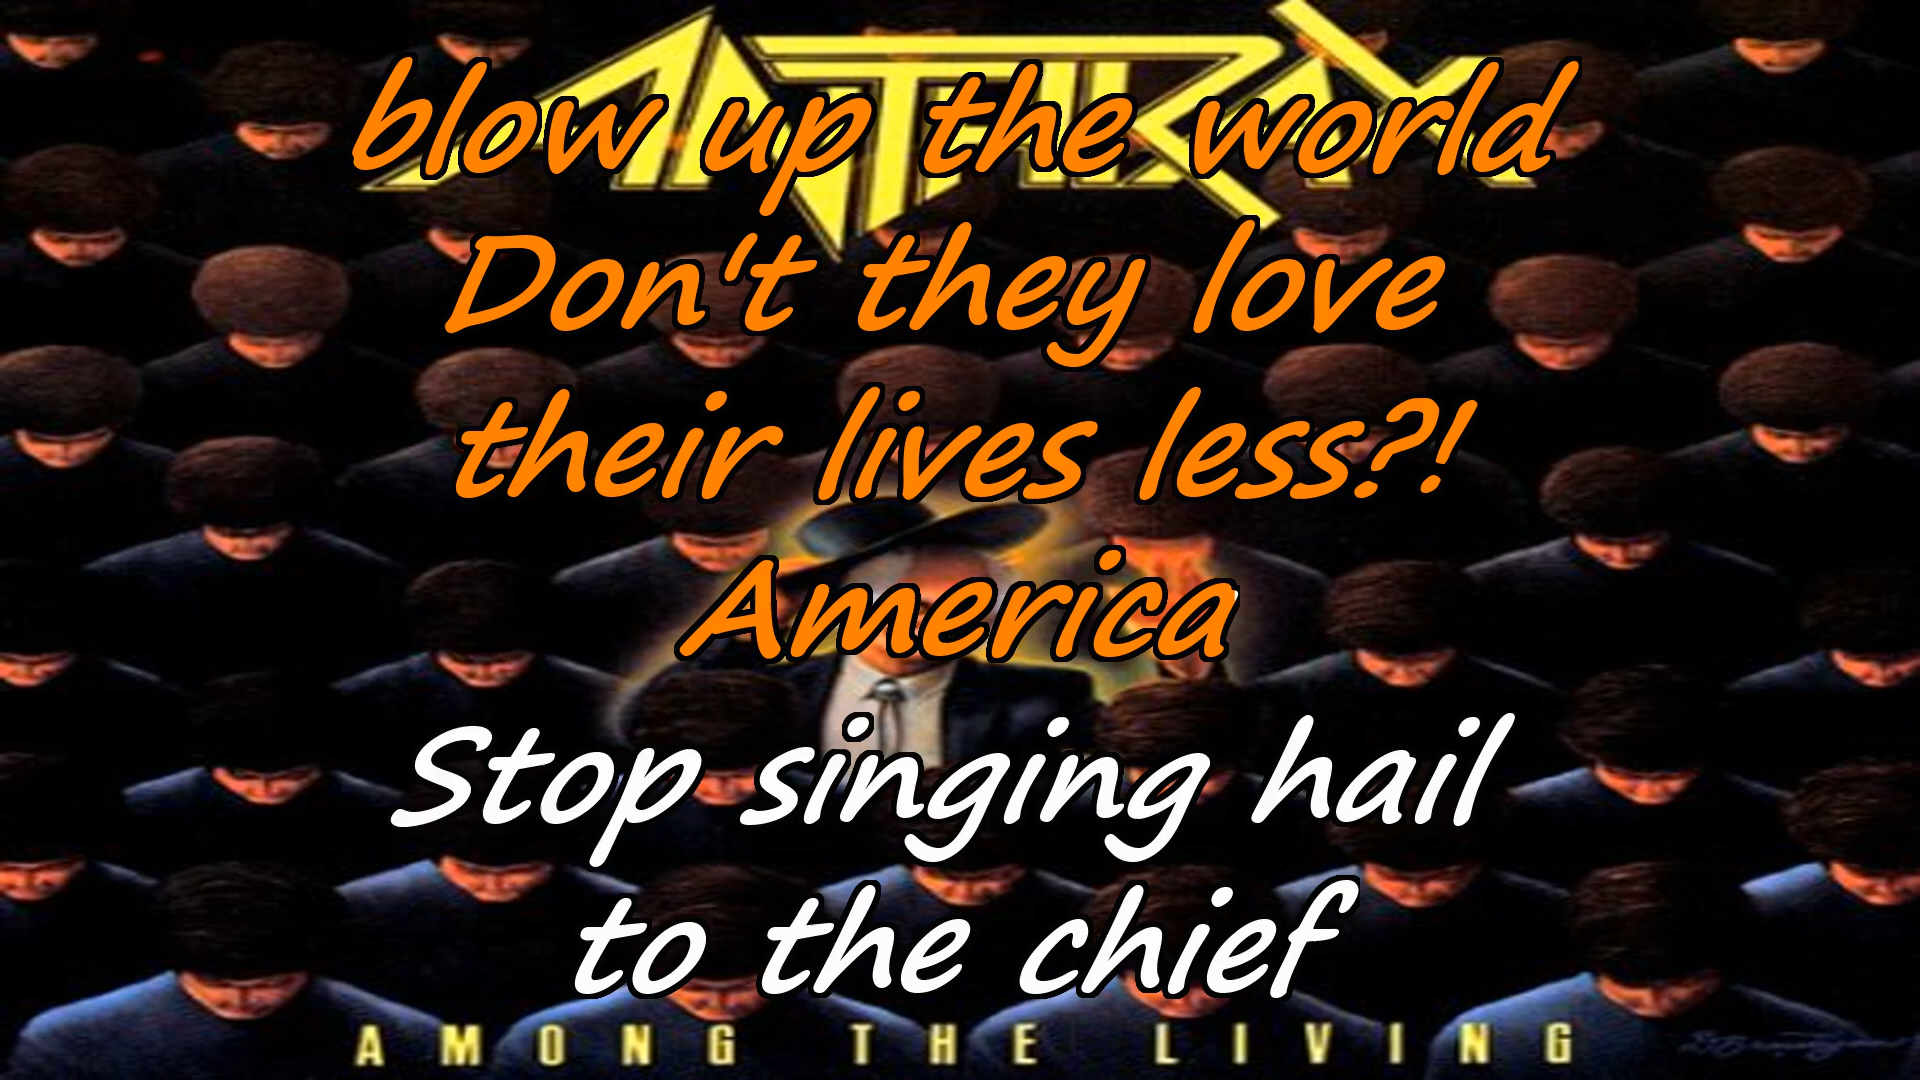 ANTHRAX
blow up the world
Don't they love
their lives less?!
America
Stop singing hail
to the chief
AMONG THE LIVING